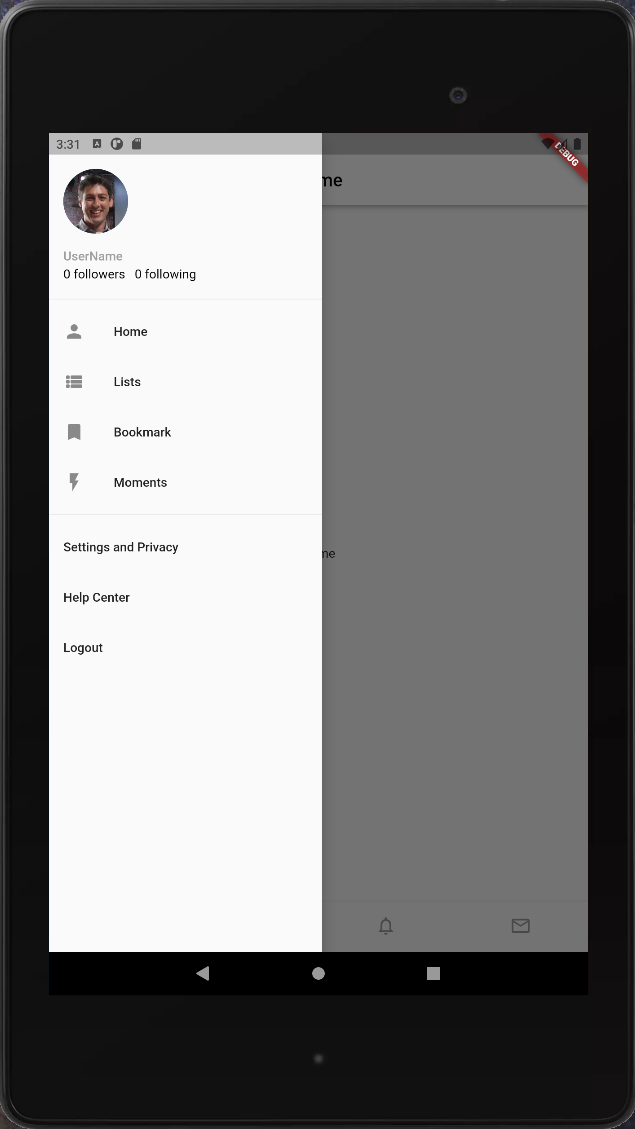 3:31
DEBUG
me
UserName
0 followers 0 following
Home
Lists
Bookmark
Moments
me
Settings and Privacy
Help Center
Logout